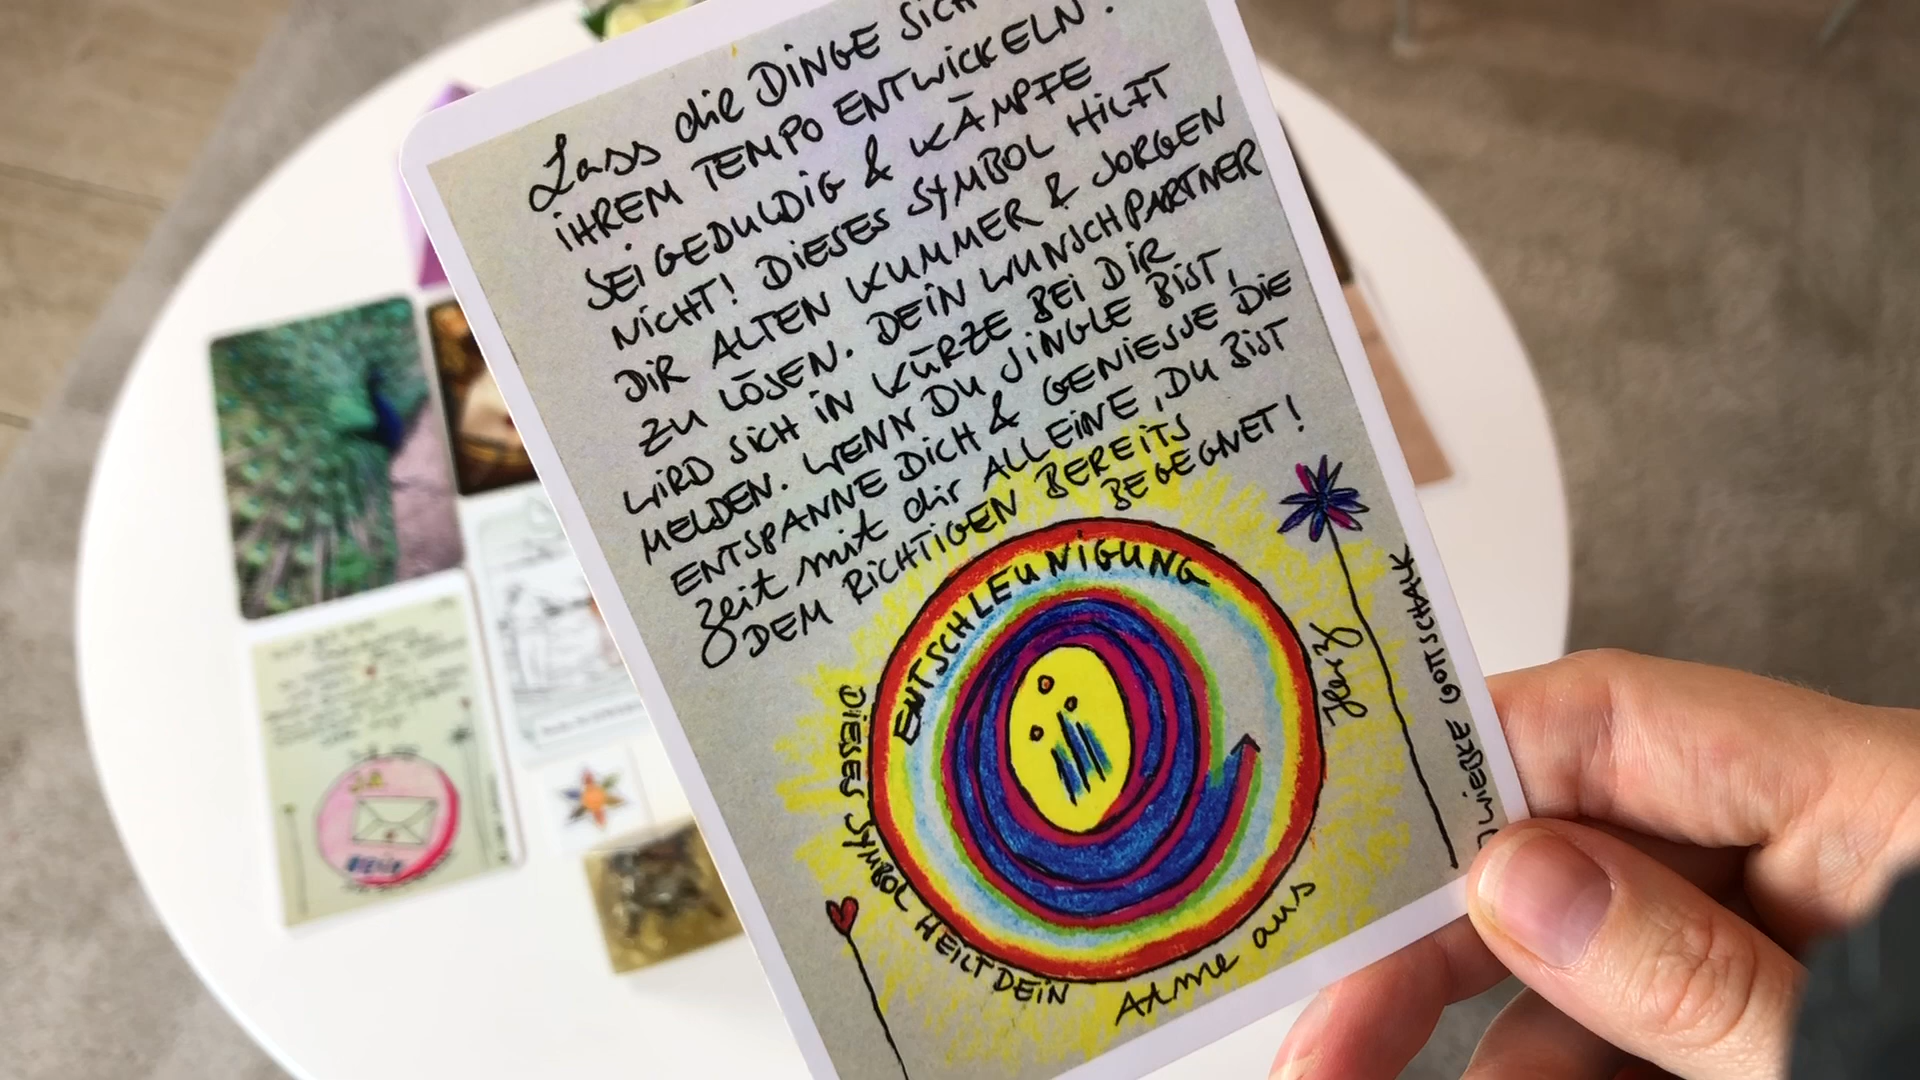 Lass die DINGE SICH
IHREM TEMPO ENTWICKELN.
SEI GEDULDIG & KÄMPFE
NICHT! DIESES SYMBOL HILFT
DIR ALTEN KUMMER & SORGEN
ZU LÖSEN. DEIN WUNSCHPARTNER
WIRD SICH IN KÜRZE BEI DIR
MELDEN. WENN DU SINGLE BIST,
ENTSPANNE DICH & GENIESSE DIE
Zeit mit dir ALLEINE, DU BIST
DEM RICHTIGEN BEREITS
BEGEGNET!
ENTSCHLEUNIGUNG
DIESES SYMBOL HEILT DEIN
Herz
Atme aus
WIEBKE GOTTSCHALK